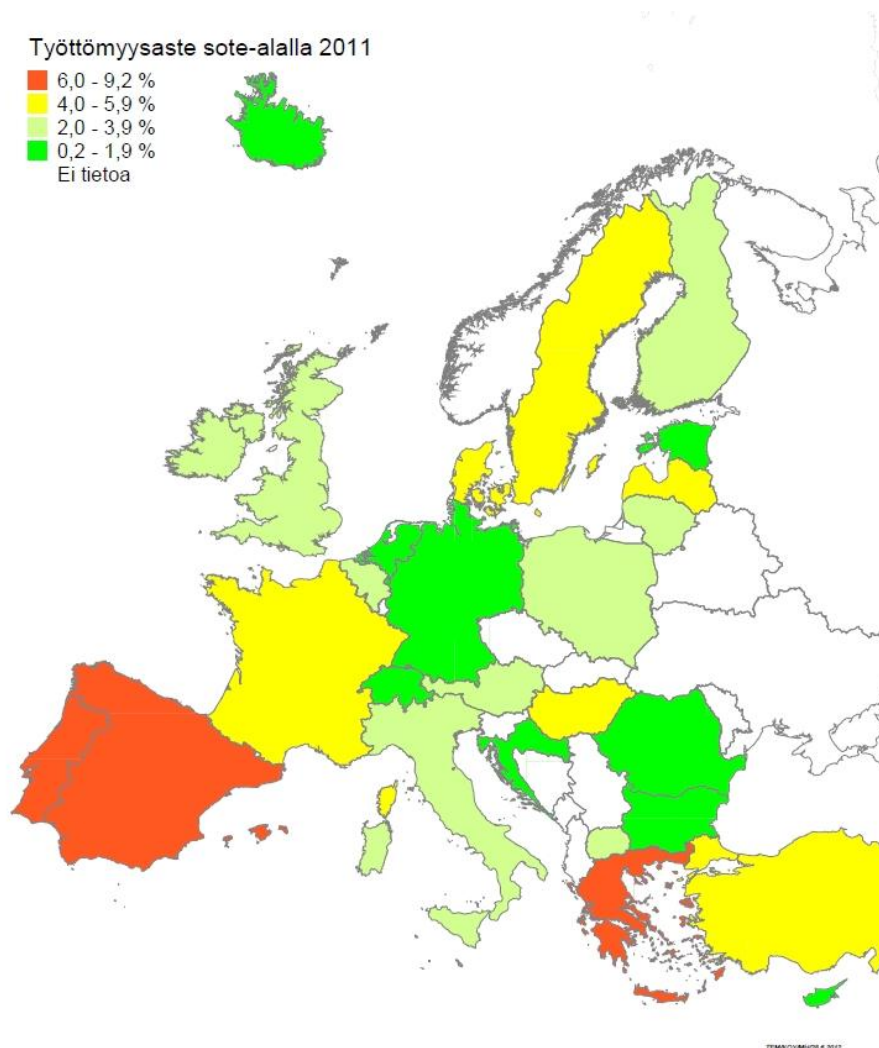 Työttömyysaste sote-alalla 2011
6,0 - 9,2 %
4,0 - 5,9 %
2,0 - 3,9 %
0,2 - 1,9 %
Ei tietoa